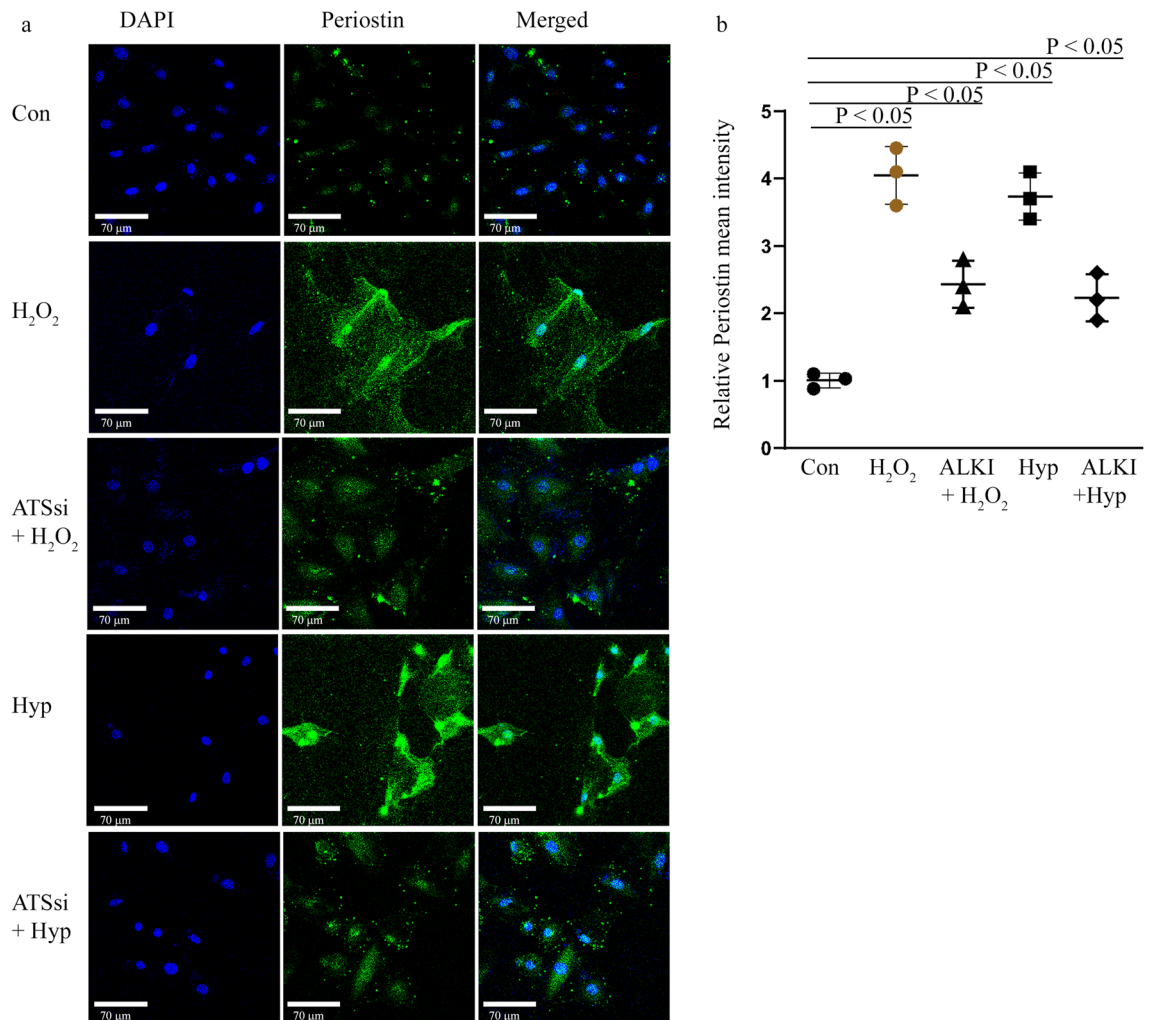 a
DAPI Periostin Merged
Con
70 µm 70 µm 70 µm
H₂O₂
70 µm 70 µm 70 µm
ATSsi
+ H₂O₂
70 µm 70 µm 70 µm
Hyp
70 µm 70 µm 70 µm
ATSsi
+ Hyp
70 µm 70 µm 70 µm
b
P < 0.05
P < 0.05
P < 0.05
P < 0.05
Relative Periostin mean intensity
5
4
3
2
1
0
Con H₂O₂ ALKI Hyp ALKI
+ H₂O₂ +Hyp